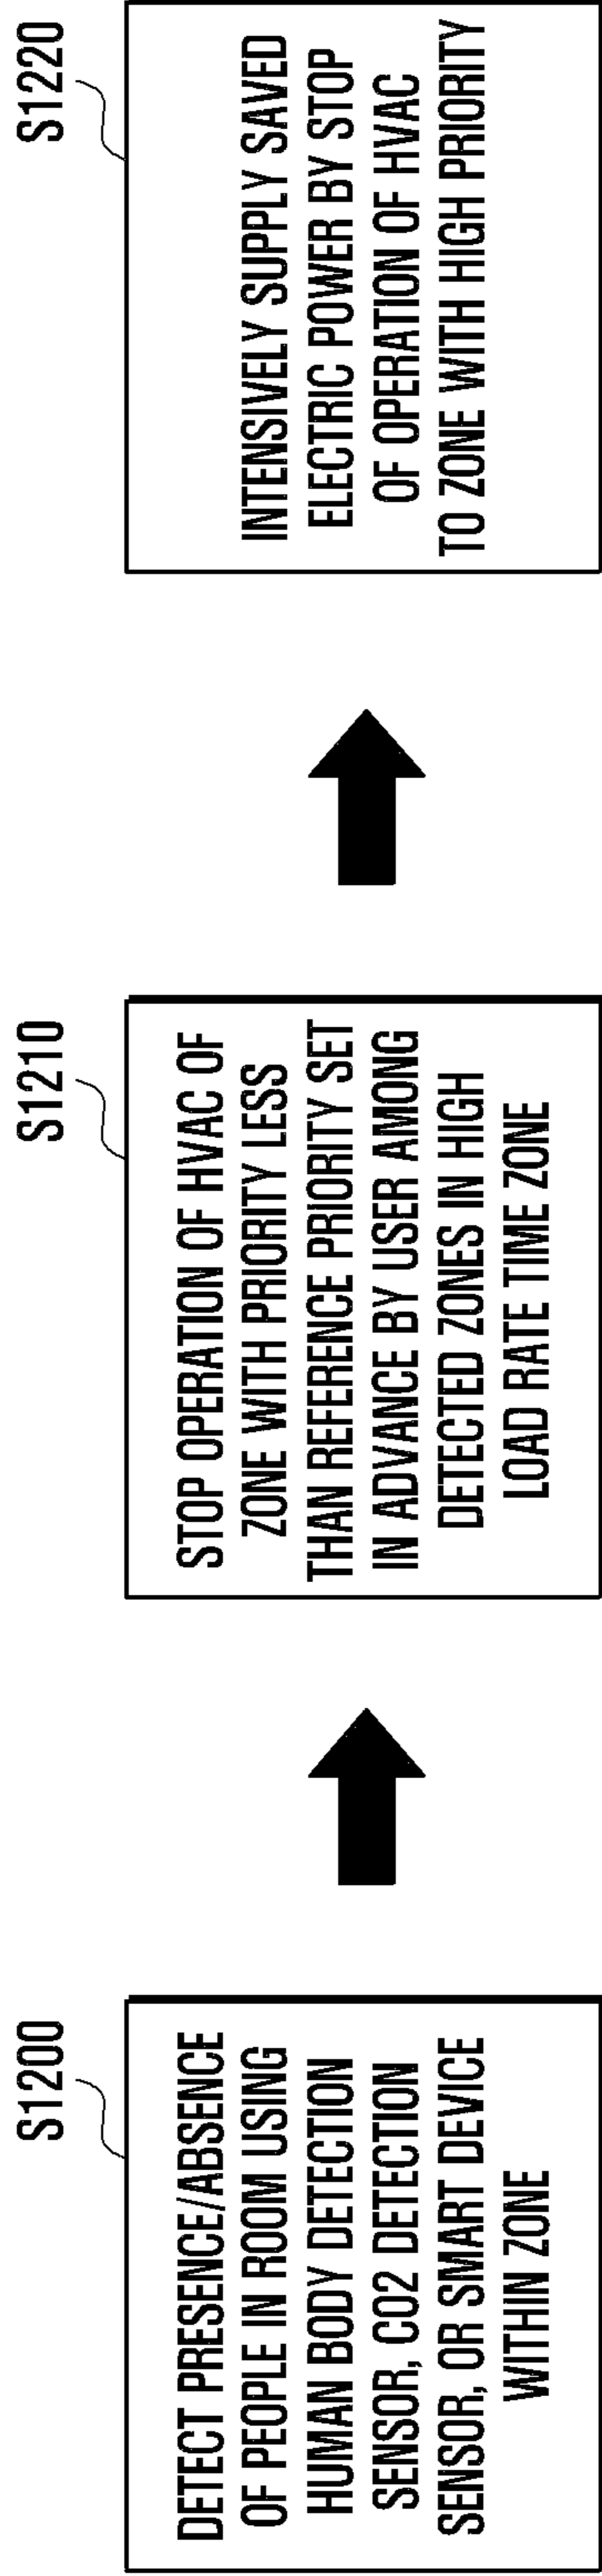 S1200
DETECT PRESENCE/ABSENCE
OF PEOPLE IN ROOM USING
HUMAN BODY DETECTION
SENSOR, CO2 DETECTION
SENSOR, OR SMART DEVICE
WITHIN ZONE
S1210
STOP OPERATION OF HVAC OF
ZONE WITH PRIORITY LESS
THAN REFERENCE PRIORITY SET
IN ADVANCE BY USER AMONG
DETECTED ZONES IN HIGH
LOAD RATE TIME ZONE
S1220
INTENSIVELY SUPPLY SAVED
ELECTRIC POWER BY STOP
OF OPERATION OF HVAC
TO ZONE WITH HIGH PRIORITY